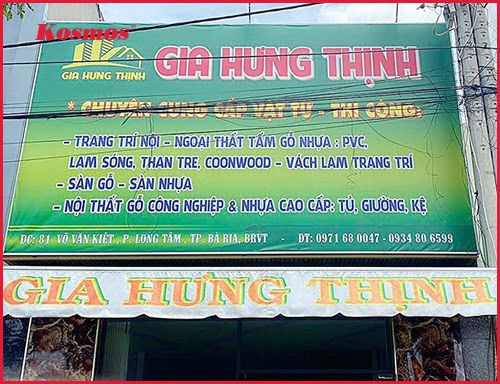 Kosmos®
GIA HƯNG THỊNH
GIA HƯNG THỊNH
* CHUYÊN CUNG CẤP VẬT TƯ - THI CÔNG:
- TRANG TRÍ NỘI - NGOẠI THẤT TẤM GỖ NHỰA : PVC,
LAM SÓNG, THAN TRE, COONWOOD - VÁCH LAM TRANG TRÍ
- SÀN GỖ - SÀN NHỰA
- NỘI THẤT GỖ CÔNG NGHIỆP & NHỰA CAO CẤP: TỦ, GIƯỜNG, KỆ
ĐC: 81 VÕ VĂN KIỆT , P. LONG TÂM , TP. BÀ RỊA, BRVT - ĐT: 0971 68 0047 - 0934 80 6599
GIA HƯNG THỊNH